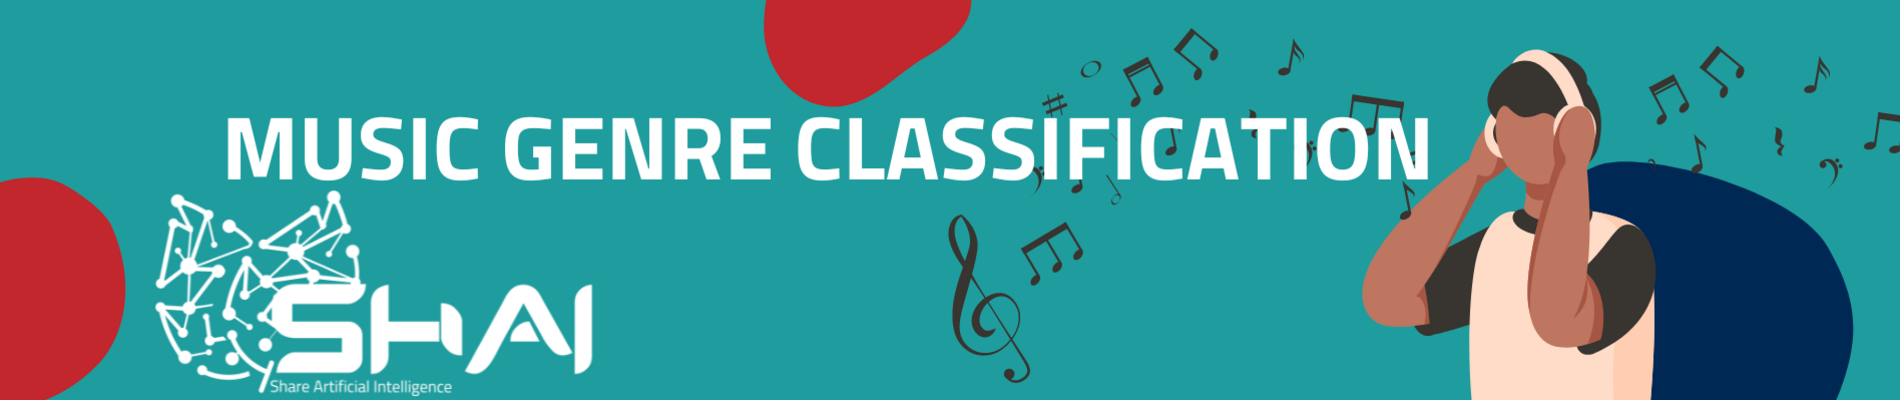 MUSIC GENRE CLASSIFICATION
SHAI
Share Artificial Intelligence